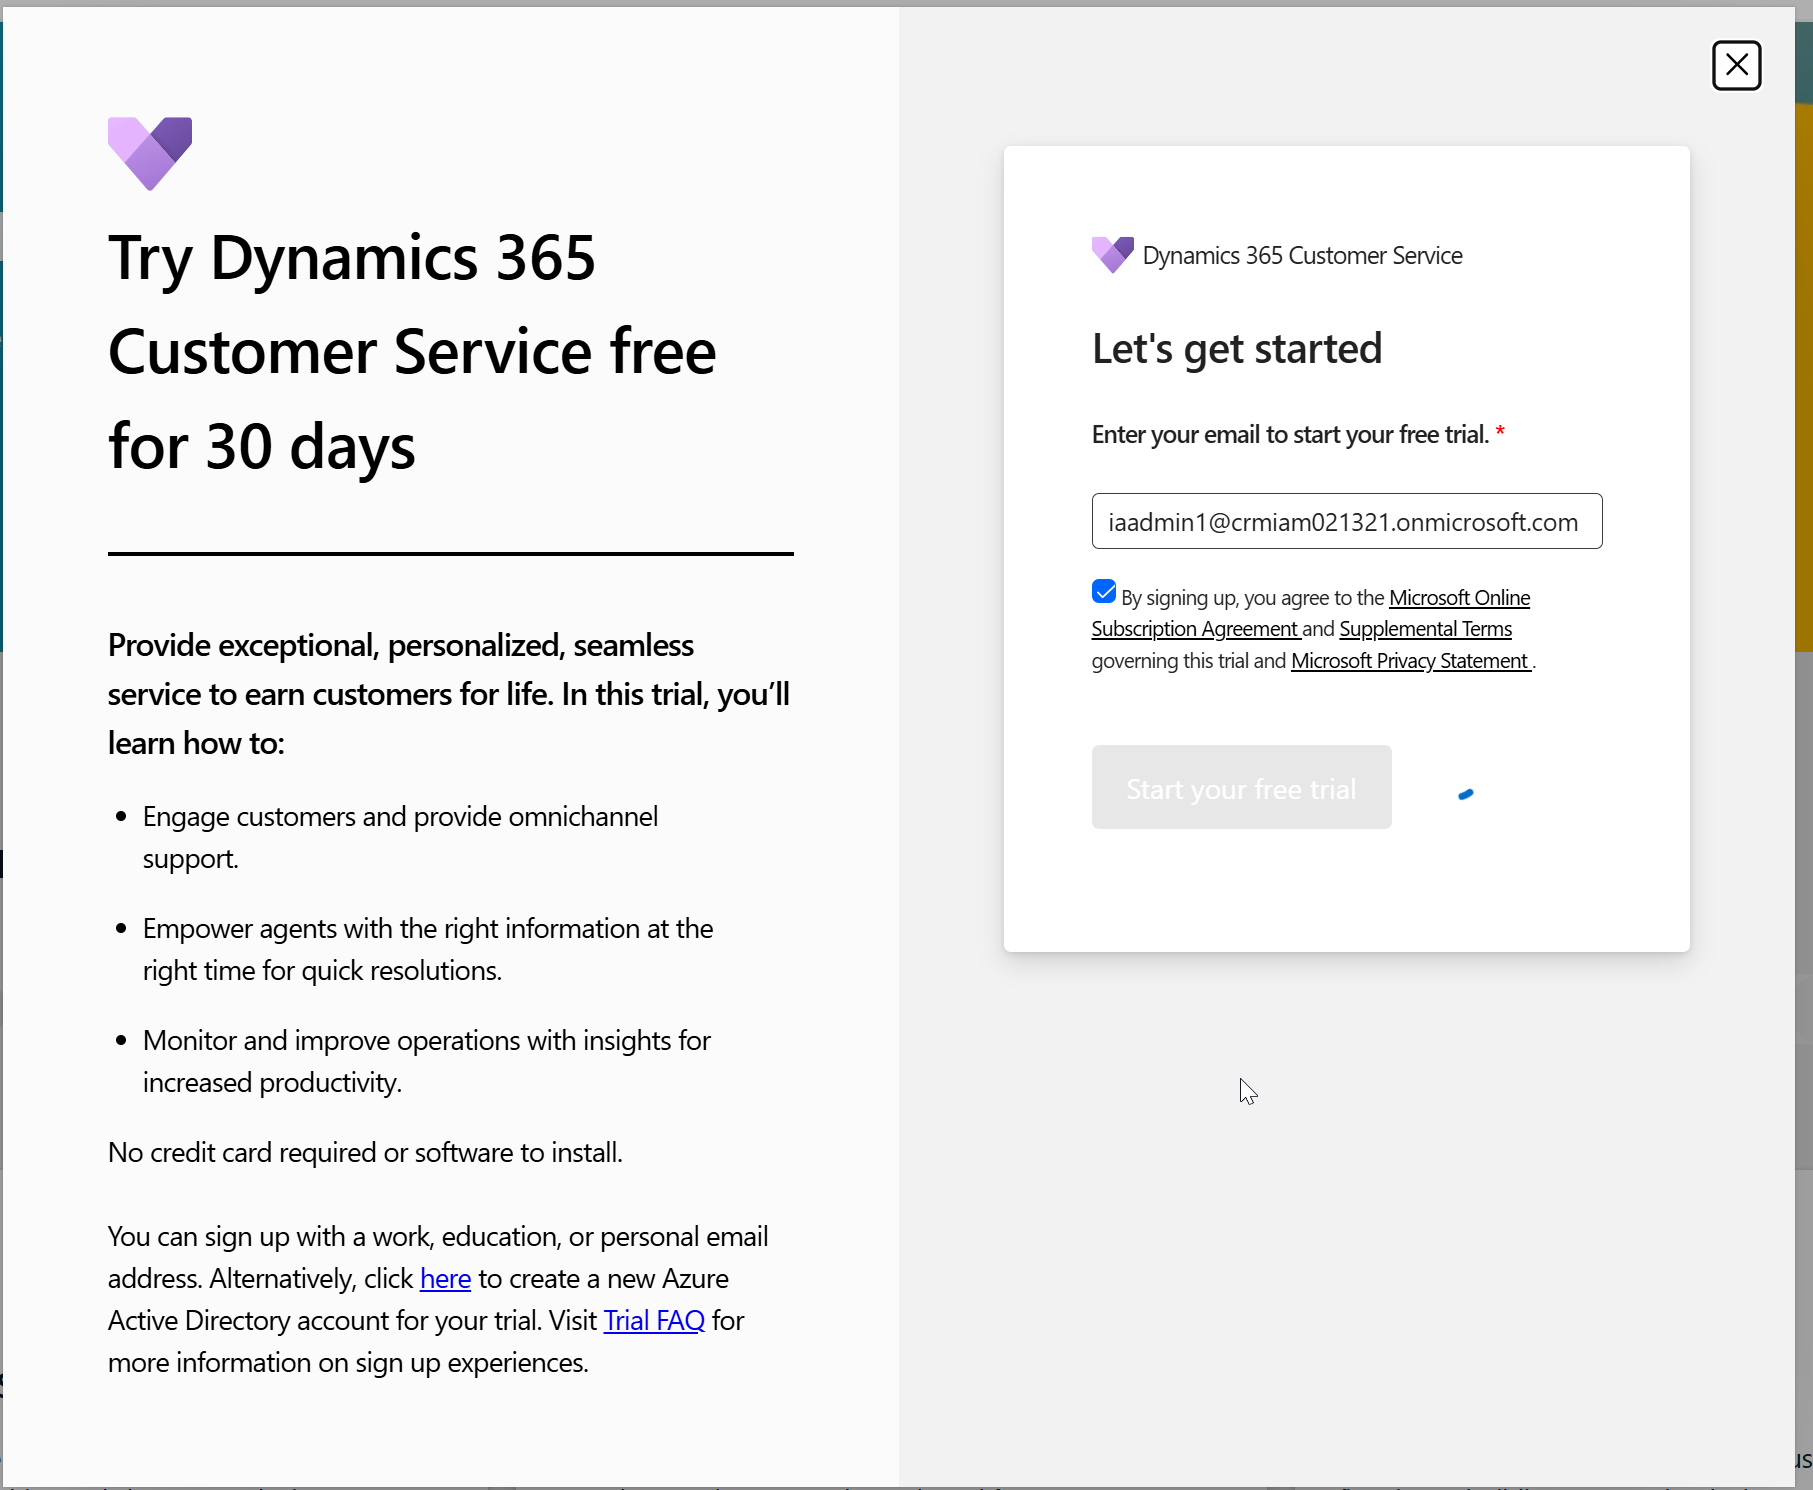 Try Dynamics 365
Customer Service free
for 30 days
Provide exceptional, personalized, seamless
service to earn customers for life. In this trial, you’ll
learn how to:
• Engage customers and provide omnichannel
support.
• Empower agents with the right information at the
right time for quick resolutions.
• Monitor and improve operations with insights for
increased productivity.
No credit card required or software to install.
You can sign up with a work, education, or personal email
address. Alternatively, click here to create a new Azure
Active Directory account for your trial. Visit Trial FAQ for
more information on sign up experiences.
Dynamics 365 Customer Service
Let's get started
Enter your email to start your free trial. *
iaadmin1@crmiam021321.onmicrosoft.com
By signing up, you agree to the Microsoft Online
Subscription Agreement and Supplemental Terms
governing this trial and Microsoft Privacy Statement .
Start your free trial